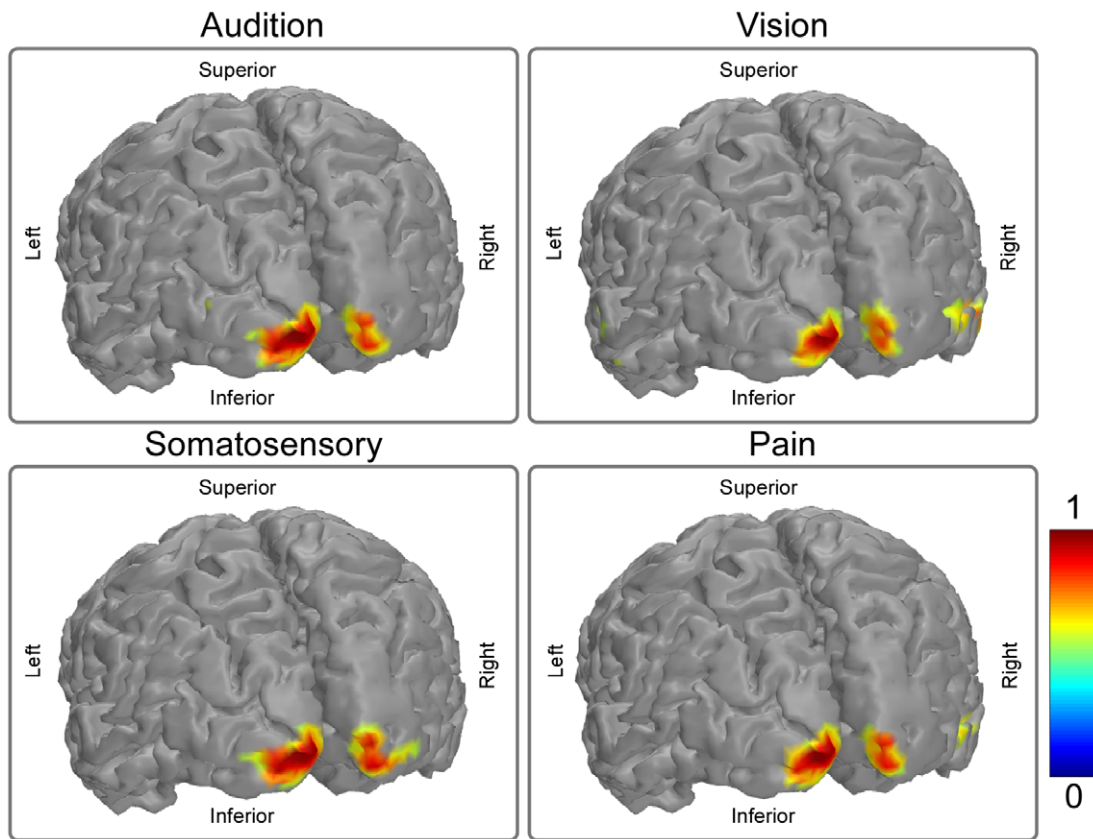 Audition
Superior
Left
Right
Inferior
Vision
Superior
Left
Right
Inferior
Somatosensory
Superior
Left
Right
Inferior
Pain
Superior
Left
Right
Inferior
1
0